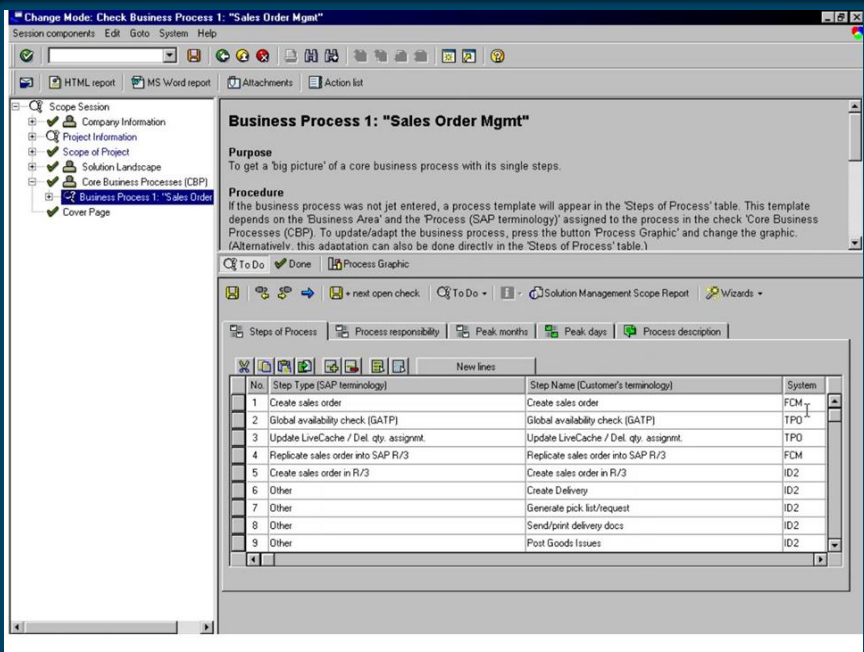 Change Mode: Check Business Process 1: "Sales Order Mgmt"
Session components Edit Goto System Help
HTML report MS Word report Attachments Action list
Scope Session
Company Information
Project Information
Scope of Project
Solution Landscape
Core Business Processes (CBP)
Business Process 1: "Sales Order
Cover Page
Business Process 1: "Sales Order Mgmt"
Purpose
To get a 'big picture' of a core business process with its single steps.
Procedure
If the business process was not jet entered, a process template will appear in the 'Steps of Process' table. This template
depends on the 'Business Area' and the 'Process (SAP terminology)' assigned to the process in the check 'Core Business
Processes (CBP). To update/adapt the business process, press the button 'Process Graphic' and change the graphic.
(Alternatively, this adaptation can also be done directly in the 'Steps of Process' table.)
To Do Done Process Graphic
+ next open check To Do Solution Management Scope Report Wizards
Steps of Process Process responsibility Peak months Peak days Process description
New lines
No. Step Type (SAP terminology) Step Name (Customer's terminology) System
1 Create sales order Create sales order FCM
2 Global availability check (GATP) Global availability check (GATP) TPO
3 Update LiveCache / Del. qty. assignmt. Update LiveCache / Del. qty. assignmt. TPO
4 Replicate sales order into SAP R/3 Replicate sales order into SAP R/3 FCM
5 Create sales order in R/3 Create sales order in R/3 ID2
6 Other Create Delivery ID2
7 Other Generate pick list/request ID2
8 Other Send/print delivery docs ID2
9 Other Post Goods Issues ID2